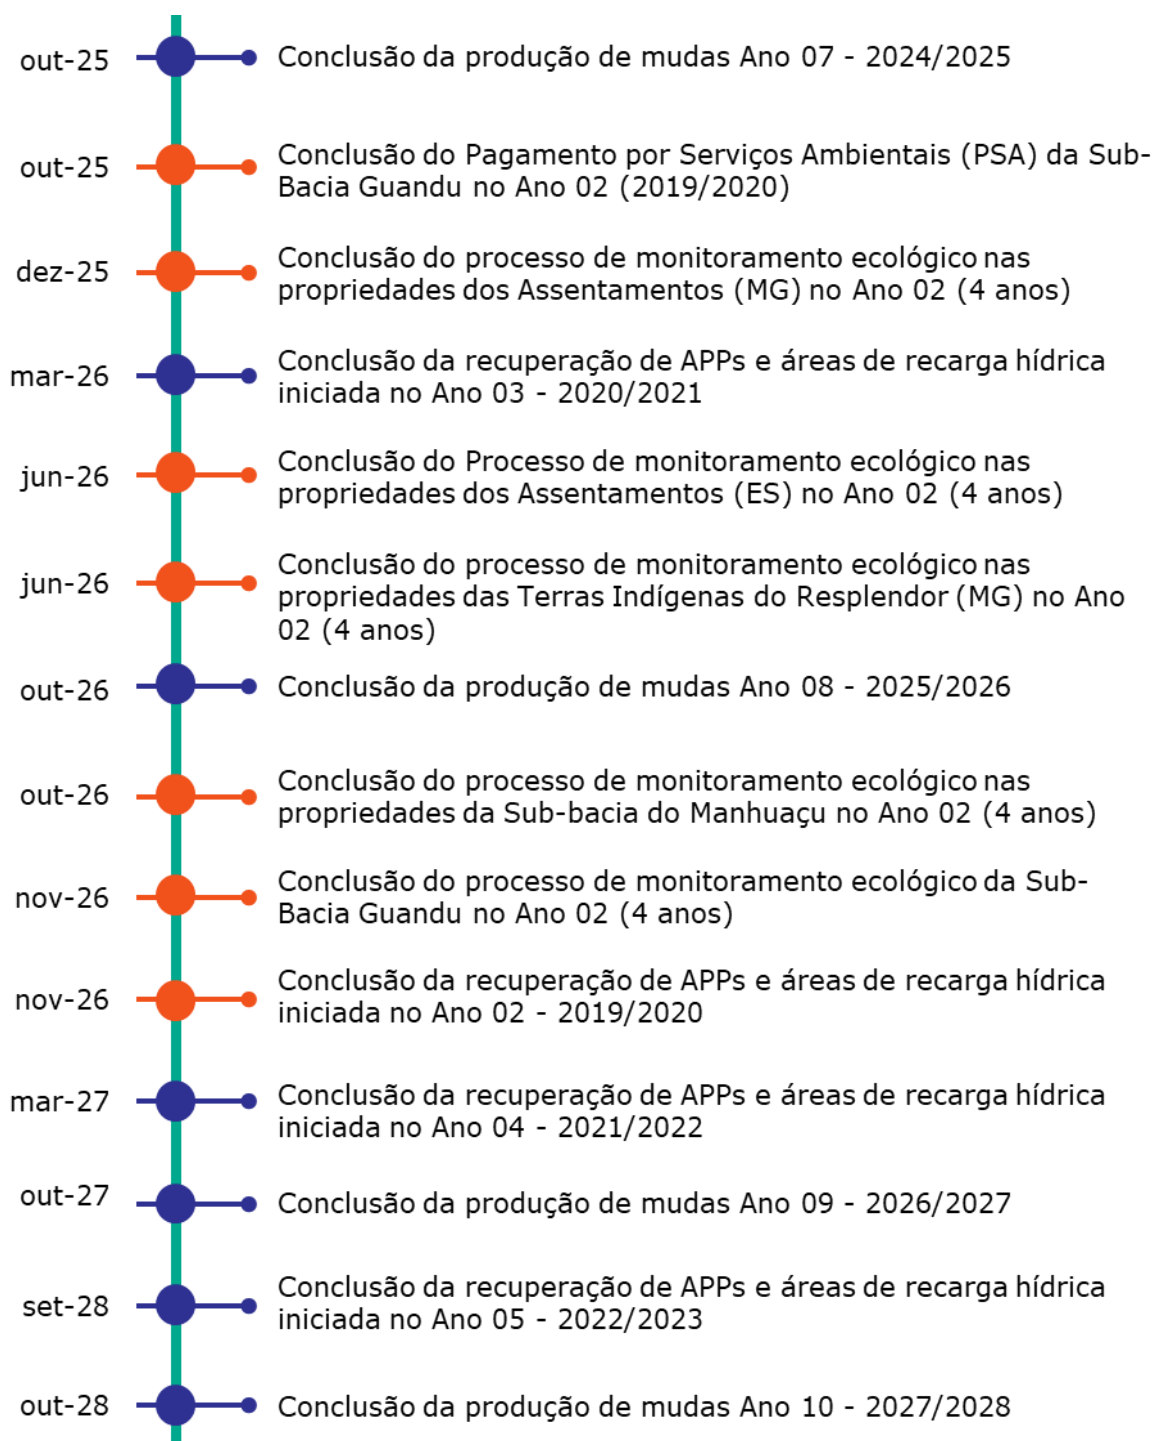 out-25
Conclusão da produção de mudas Ano 07 - 2024/2025
out-25
Conclusão do Pagamento por Serviços Ambientais (PSA) da Sub-
Bacia Guandu no Ano 02 (2019/2020)
dez-25
Conclusão do processo de monitoramento ecológico nas
propriedades dos Assentamentos (MG) no Ano 02 (4 anos)
mar-26
Conclusão da recuperação de APPs e áreas de recarga hídrica
iniciada no Ano 03 - 2020/2021
jun-26
Conclusão do Processo de monitoramento ecológico nas
propriedades dos Assentamentos (ES) no Ano 02 (4 anos)
jun-26
Conclusão do processo de monitoramento ecológico nas
propriedades das Terras Indígenas do Resplendor (MG) no Ano
02 (4 anos)
out-26
Conclusão da produção de mudas Ano 08 - 2025/2026
out-26
Conclusão do processo de monitoramento ecológico nas
propriedades da Sub-bacia do Manhuaçu no Ano 02 (4 anos)
nov-26
Conclusão do processo de monitoramento ecológico da Sub-
Bacia Guandu no Ano 02 (4 anos)
nov-26
Conclusão da recuperação de APPs e áreas de recarga hídrica
iniciada no Ano 02 - 2019/2020
mar-27
Conclusão da recuperação de APPs e áreas de recarga hídrica
iniciada no Ano 04 - 2021/2022
out-27
Conclusão da produção de mudas Ano 09 - 2026/2027
set-28
Conclusão da recuperação de APPs e áreas de recarga hídrica
iniciada no Ano 05 - 2022/2023
out-28
Conclusão da produção de mudas Ano 10 - 2027/2028